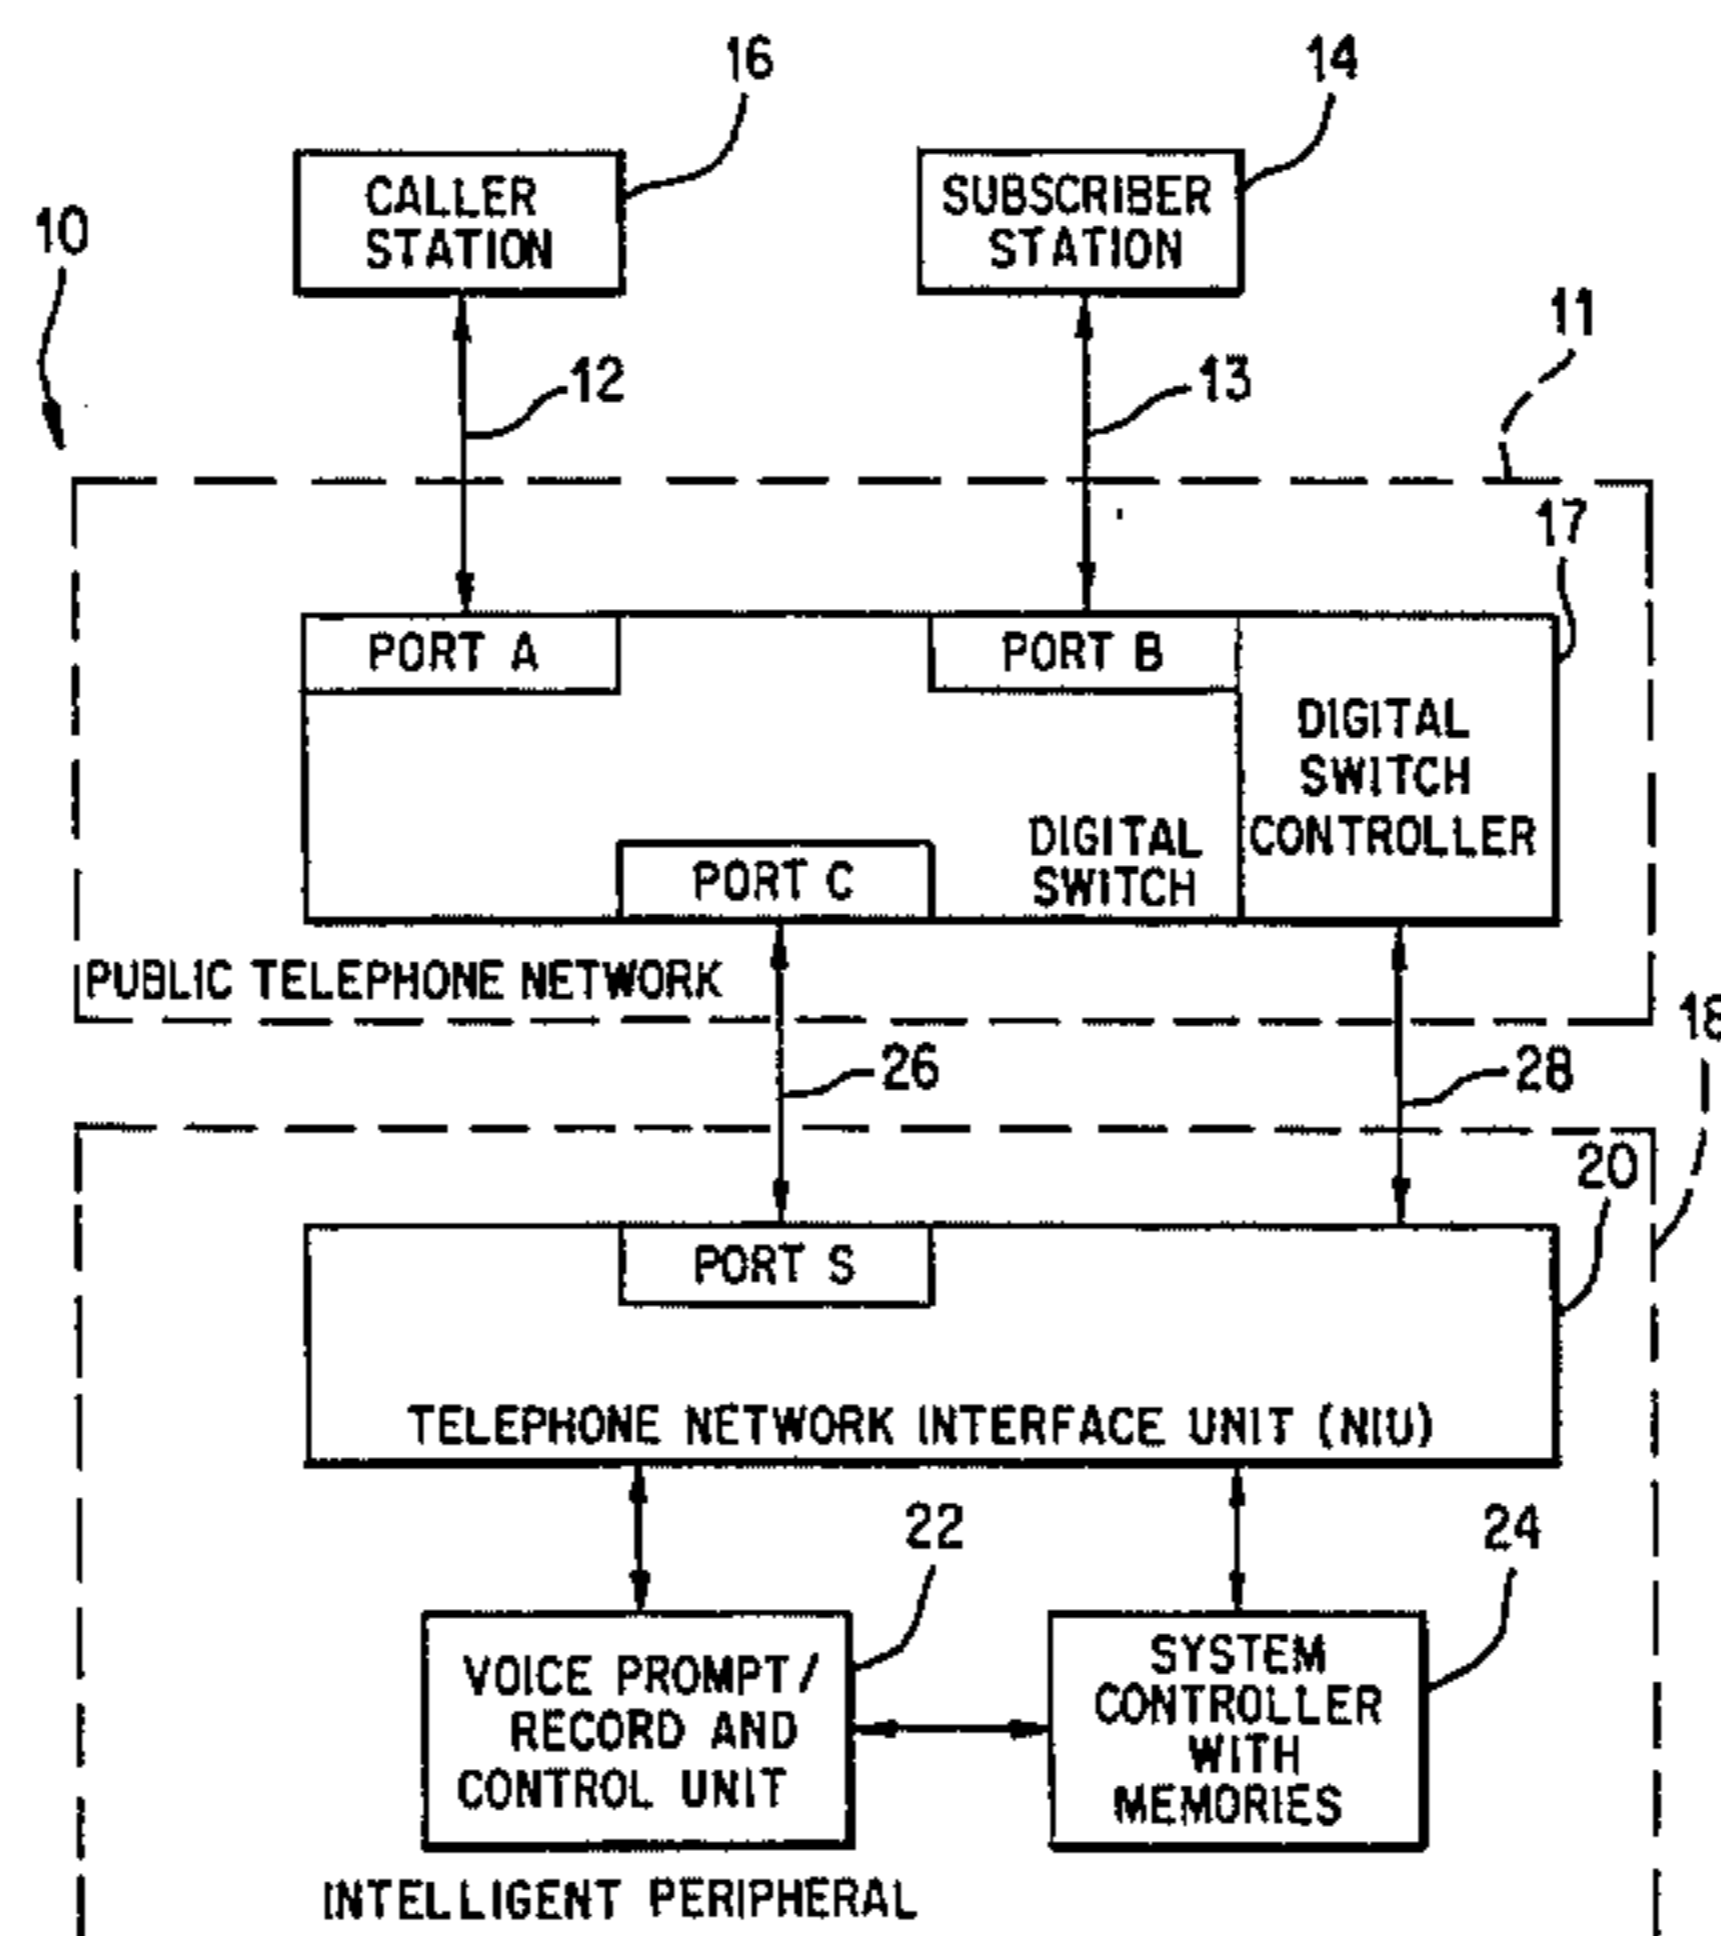 16
14
CALLER
STATION
SUBSCRIBER
STATION
10
11
12
13
17
PORT A
PORT B
DIGITAL
SWITCH
CONTROLLER
DIGITAL
SWITCH
PORT C
PUBLIC TELEPHONE NETWORK
18
26
28
20
PORT S
TELEPHONE NETWORK INTERFACE UNIT (NIU)
22
24
VOICE PROMPT/
RECORD AND
CONTROL UNIT
SYSTEM
CONTROLLER
WITH
MEMORIES
INTELLIGENT PERIPHERAL